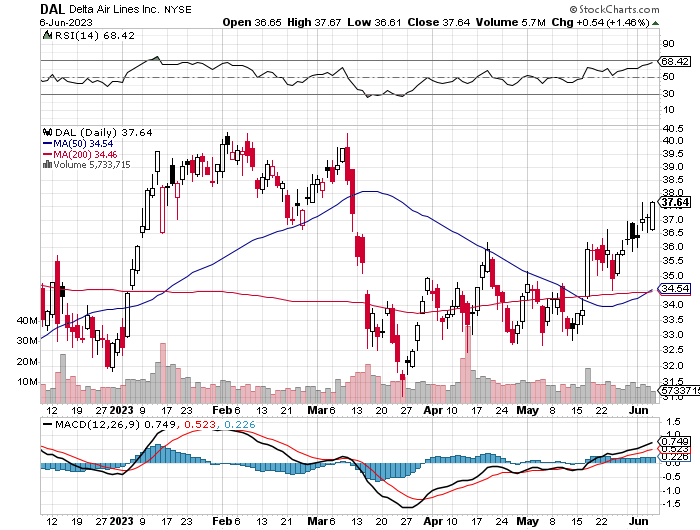 DAL Delta Air Lines Inc. NYSE © StockCharts.com
6-Jun-2023 Open 36.65 High 37.67 Low 36.61 Close 37.64 Volume 5.7M Chg +0.54 (+1.46%)
RSI(14) 68.42
90
70
68.42
50
30
10
DAL (Daily) 37.64
MA(50) 34.54
MA(200) 34.46
Volume 5,733,715
40.5
40.0
39.5
39.0
38.5
38.0
37.64
37.0
36.5
36.0
35.5
35.0
34.54
34.0
33.5
33.0
32.5
32.0
31.5
31.0
5733715
40M
30M
20M
10M
12 19 27 2023 9 17 23 Feb 6 13 21 Mar 6 13 20 27 Apr 10 17 24 May 8 15 22 Jun
MACD(12,26,9) 0.749, 0.523, 0.226
1.5
1.0
0.749
0.523
0.226
0.0
-0.5
-1.0
-1.5
12 19 27 2023 9 17 23 Feb 6 13 21 Mar 6 13 20 27 Apr 10 17 24 May 8 15 22 Jun